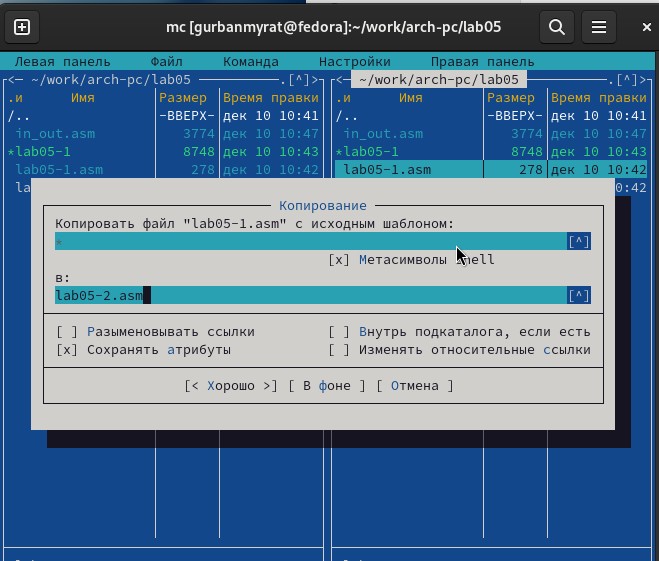 mc [gurbanmyrat@fedora]:~/work/arch-pc/lab05
Левая панель Файл Команда Настройки Правая панель
<─ ~/work/arch-pc/lab05 ─.[^]>
<─ ~/work/arch-pc/lab05 ─.[^]>
.и Имя Размер Время правки .и Имя Размер Время правки
/.. -ВВЕРХ- дек 10 10:41 /.. -ВВЕРХ- дек 10 10:41
in_out.asm 3774 дек 10 10:47 in_out.asm 3774 дек 10 10:47
*lab05-1 8748 дек 10 10:43 *lab05-1 8748 дек 10 10:43
lab05-1.asm 278 дек 10 10:42 lab05-1.asm 278 дек 10 10:42
la 0:42
Копирование
Копировать файл "lab05-1.asm" с исходным шаблоном:
* [^]
[x] Метасимволы shell
в:
lab05-2.asm [^]
[ ] Разыменовывать ссылки [ ] Внутрь подкаталога, если есть
[x] Сохранять атрибуты [ ] Изменять относительные ссылки
[< Хорошо >] [ В фоне ] [ Отмена ]